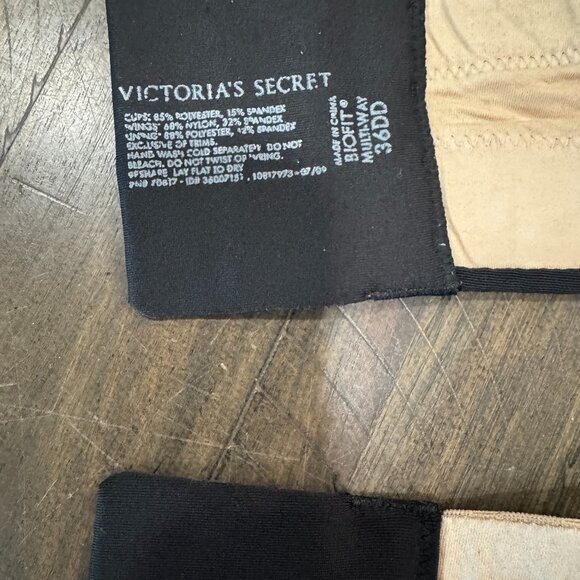 VICTORIA'S SECRET
CUPS: 85% POLYESTER, 15% SPANDEX
WINGS: 68% NYLON, 32% SPANDEX
LINING: 88% POLYESTER, 12% SPANDEX
EXCLUSIVE OF TRIMS.
HAND WASH COLD SEPARATELY. DO NOT
BLEACH. DO NOT TWIST OR WRING.
RESHAPE. LAY FLAT TO DRY
07/09
MADE IN CHINA
BIOFIT®
MULTI-WAY
36DD